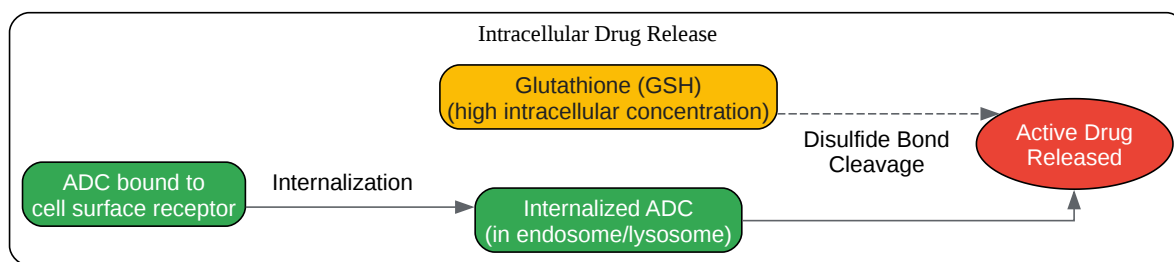 Intracellular Drug Release
Glutathione (GSH)
(high intracellular concentration)
Disulfide Bond
Cleavage
Active Drug
Released
ADC bound to
cell surface receptor
Internalization
Internalized ADC
(in endosome/lysosome)